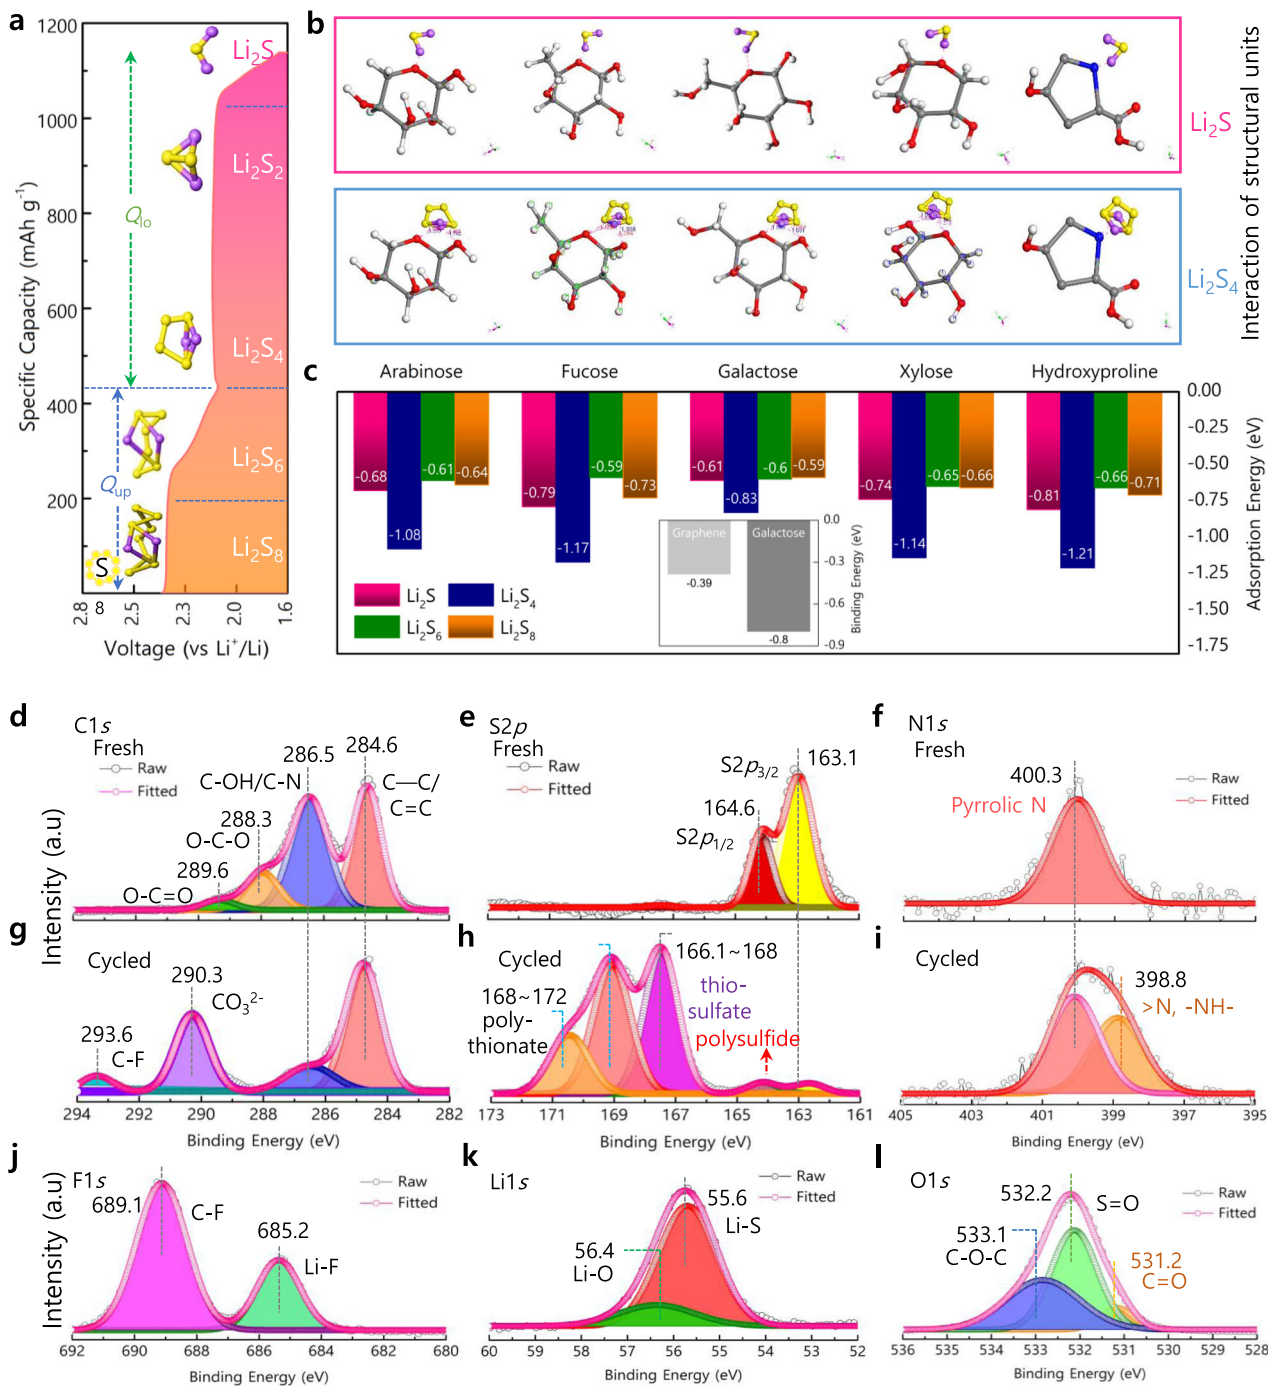 a
1200
1000
800
600
1100
400
200
Specific Capacity (mAh g⁻¹)
Q_lo
Q_up
Li₂S
Li₂S₂
Li₂S₄
Li₂S₆
Li₂S₈
S
8
2.8 2.5 2.3 2.0 1.6
Voltage (vs Li⁺/Li)
b
Li₂S
Li₂S₄
Interaction of structural units
c
Arabinose Fucose Galactose Xylose Hydroxyproline
-0.68 -1.08 -0.61 -0.64
-0.79 -1.17 -0.59 -0.73
-0.61 -0.83 -0.6 -0.59
-0.74 -1.14 -0.65 -0.66
-0.81 -1.21 -0.66 -0.71
0.00
-0.25
-0.50
-0.75
-1.00
-1.25
-1.50
-1.75
Adsorption Energy (eV)
Graphene Galactose
-0.39
-0.8
0.0
-0.3
-0.6
-0.9
Binding Energy (eV)
Li₂S Li₂S₄
Li₂S₆ Li₂S₈
d
C1s
Fresh
Raw
Fitted
286.5
284.6
C-OH/C-N
C—C/
C=C
288.3
O-C-O
289.6
O-C=O
Intensity (a.u)
e
S2p
Fresh
Raw
Fitted
S2p₃/₂
163.1
164.6
S2p₁/₂
f
N1s
Fresh
400.3
Pyrrolic N
Raw
Fitted
g
Cycled
290.3
CO₃²⁻
293.6
C-F
294 292 290 288 286 284 282
Binding Energy (eV)
h
Cycled
166.1~168
thio-
sulfate
168~172
poly-
thionate
polysulfide
173 171 169 167 165 163 161
Binding Energy (eV)
i
Cycled
398.8
>N, -NH-
405 403 401 399 397 395
Binding Energy (eV)
j
F1s
689.1
C-F
685.2
Li-F
Raw
Fitted
Intensity (a.u)
692 690 688 686 684 682 680
Binding Energy (eV)
k
Li1s
55.6
Li-S
56.4
Li-O
Raw
Fitted
60 59 58 57 56 55 54 53 52
Binding Energy (eV)
l
O1s
532.2
S=O
533.1
C-O-C
531.2
C=O
Raw
Fitted
536 535 534 533 532 531 530 529 528
Binding Energy (eV)